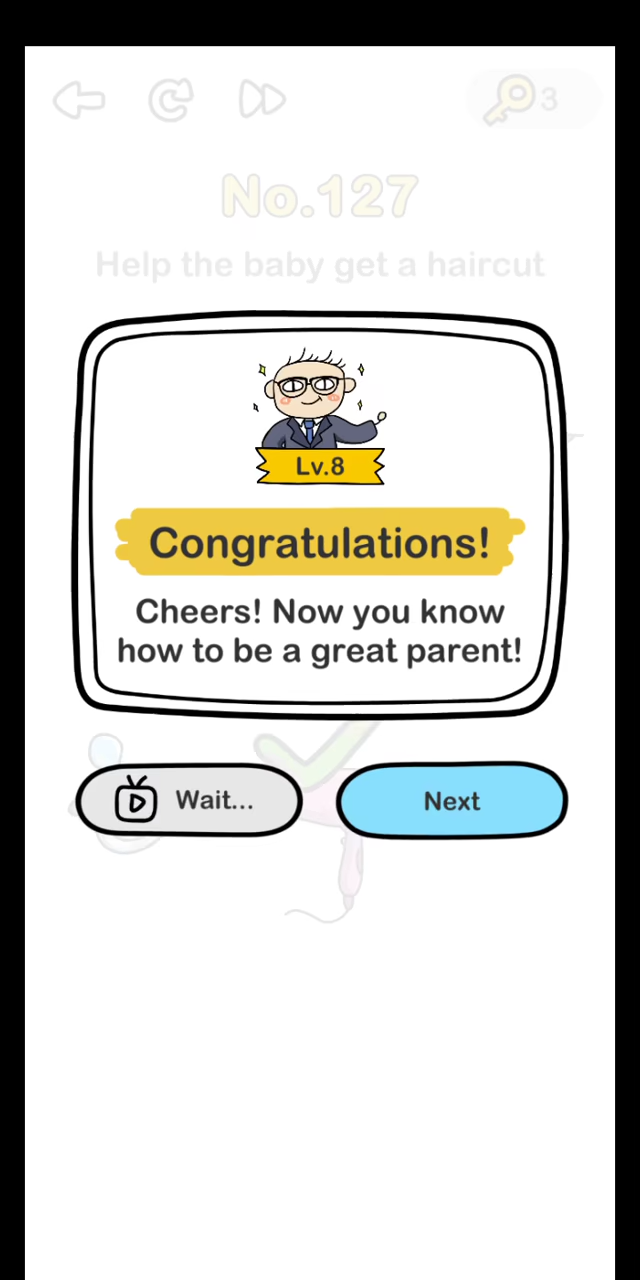 3
No.127
Help the baby get a haircut
Lv.8
Congratulations!
Cheers! Now you know
how to be a great parent!
Wait...
Next